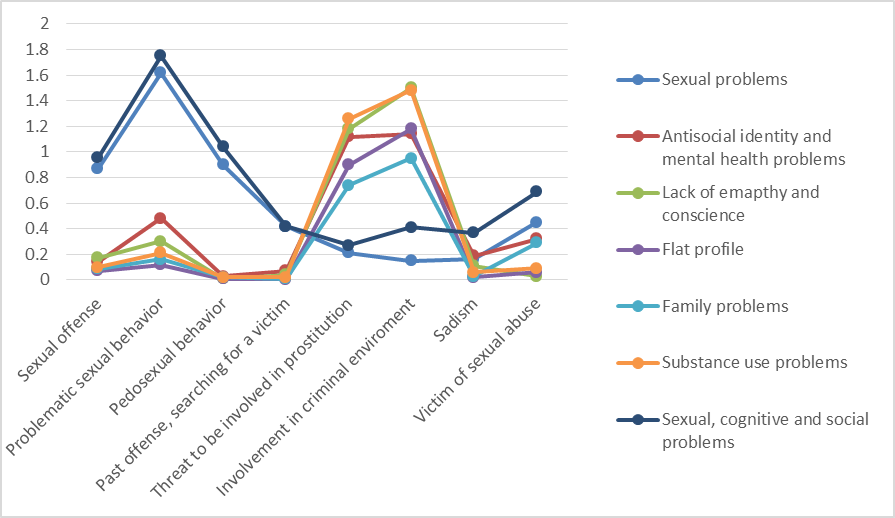 2
1.8
1.6
1.4
1.2
1
0.8
0.6
0.4
0.2
0
Sexual offense
Problematic sexual behavior
Pedosexual behavior
Past offense, searching for a victim
Threat to be involved in prostitution
Involvement in criminal enviroment
Sadism
Victim of sexual abuse
Sexual problems
Antisocial identity and
mental health problems
Lack of emapthy and
conscience
Flat profile
Family problems
Substance use problems
Sexual, cognitive and social
problems